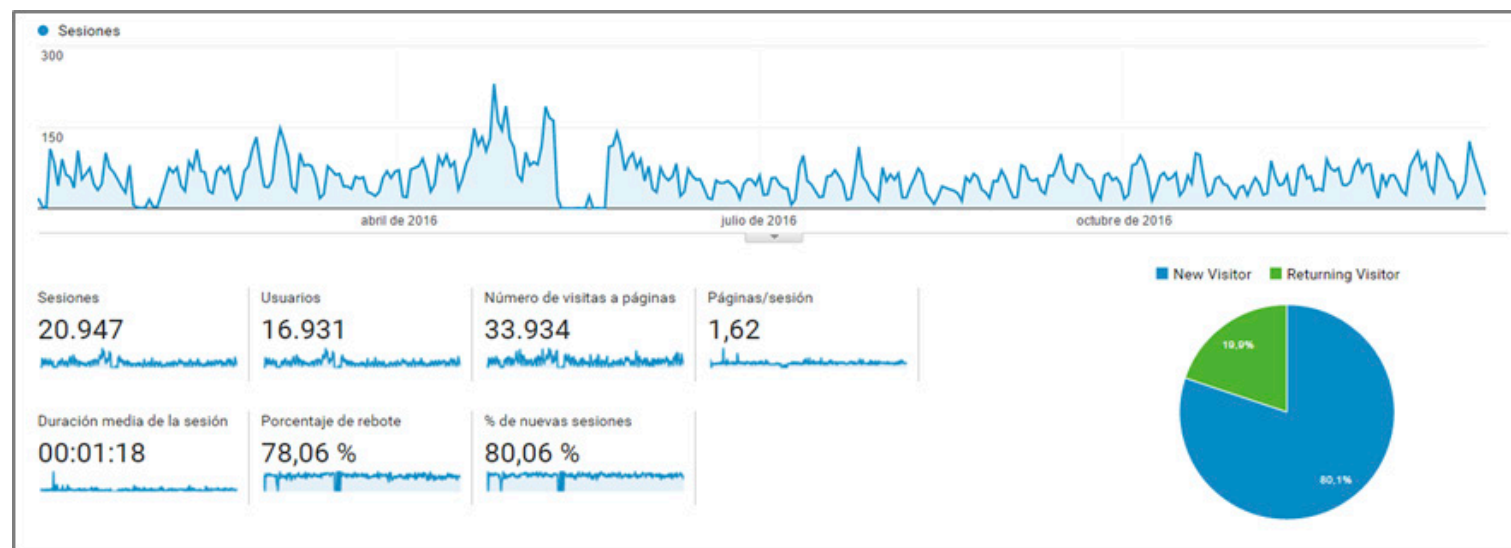 Sesiones
300
150
abril de 2016
julio de 2016
octubre de 2016
New Visitor
Returning Visitor
Sesiones
20.947
Usuarios
16.931
Número de visitas a páginas
33.934
Páginas/sesión
1,62
Duración media de la sesión
00:01:18
Porcentaje de rebote
78,06 %
% de nuevas sesiones
80,06 %
19,9%
80,1%